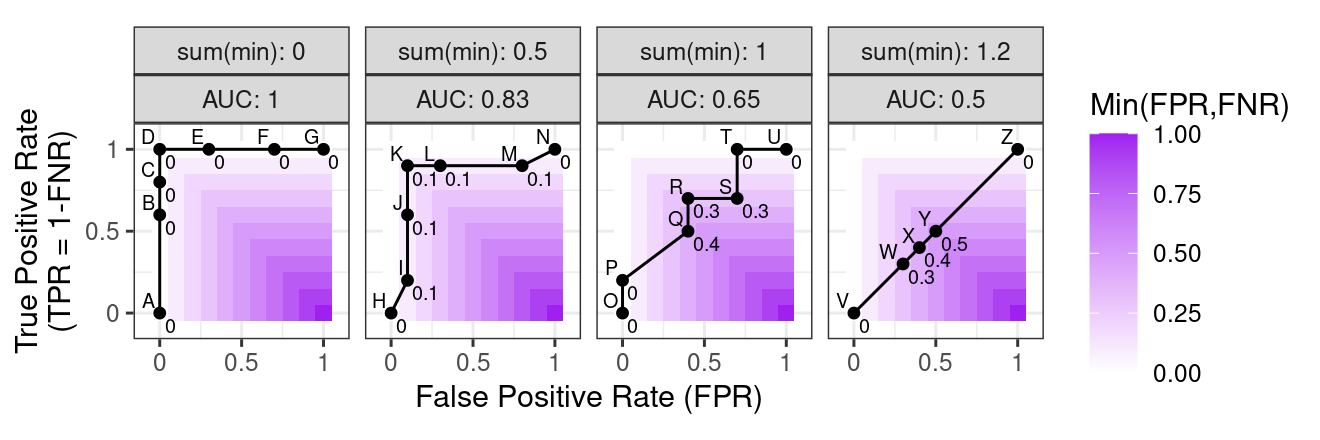 sum(min): 0
sum(min): 0.5
sum(min): 1
sum(min): 1.2
AUC: 1
AUC: 0.83
AUC: 0.65
AUC: 0.5
True Positive Rate
(TPR = 1-FNR)
1
0.5
0
D E F G
0 0 0 0
C
0
B
0
A
0
K L M N
0.1 0.1 0.1 0
J
0.1
I
0.1
H
0
T U
0 0
R S
0.3 0.3
Q
0.4
P
0
O
0
Z
0
Y
0.5
X
0.4
W
0.3
V
0
0 0.5 1
0 0.5 1
0 0.5 1
0 0.5 1
False Positive Rate (FPR)
Min(FPR,FNR)
1.00
0.75
0.50
0.25
0.00